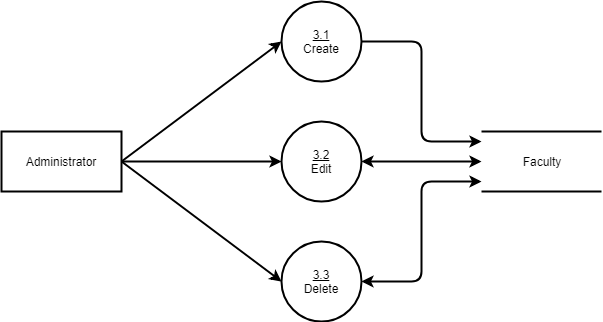 3.1
Create
Administrator
3.2
Edit
Faculty
3.3
Delete